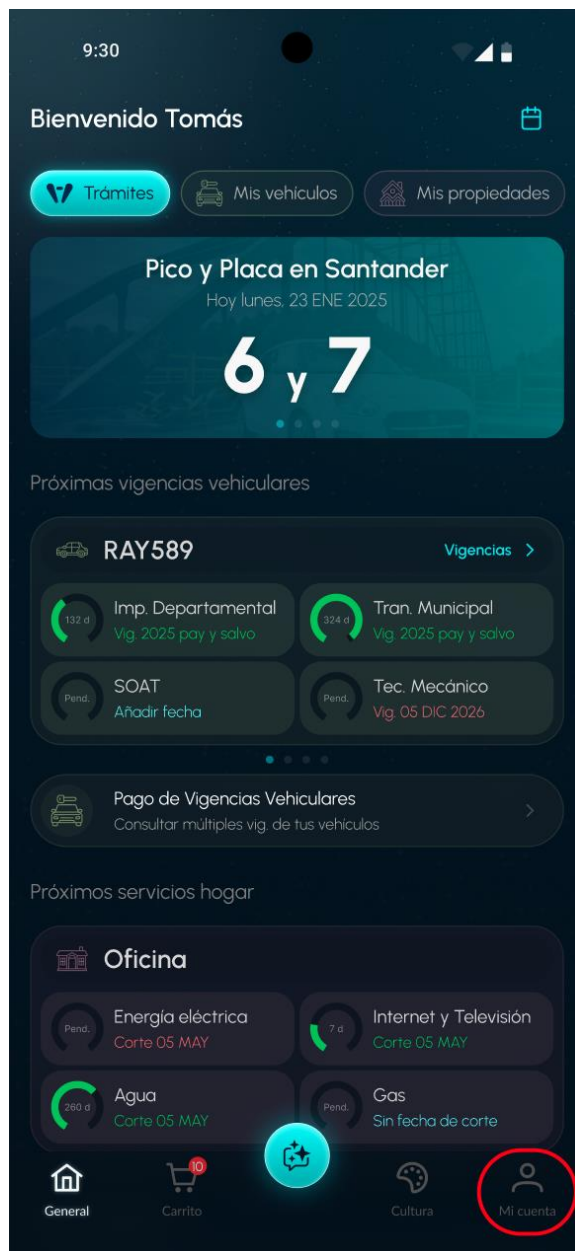 9:30
Bienvenido Tomás
Trámites
Mis vehículos
Mis propiedades
Pico y Placa en Santander
Hoy lunes, 23 ENE 2025
6 y 7
Próximas vigencias vehiculares
RAY589
Vigencias
132 d
Imp. Departamental
Vig. 2025 pay y salvo
324 d
Tran. Municipal
Vig. 2025 pay y salvo
Pend.
SOAT
Añadir fecha
Pend.
Tec. Mecánico
Vig. 05 DIC 2026
Pago de Vigencias Vehiculares
Consultar múltiples vig. de tus vehículos
Próximos servicios hogar
Oficina
Pend.
Energía eléctrica
Corte 05 MAY
7 d
Internet y Televisión
Corte 05 MAY
260 d
Agua
Corte 05 MAY
Pend.
Gas
Sin fecha de corte
General
10
Carrito
Cultura
Mi cuenta